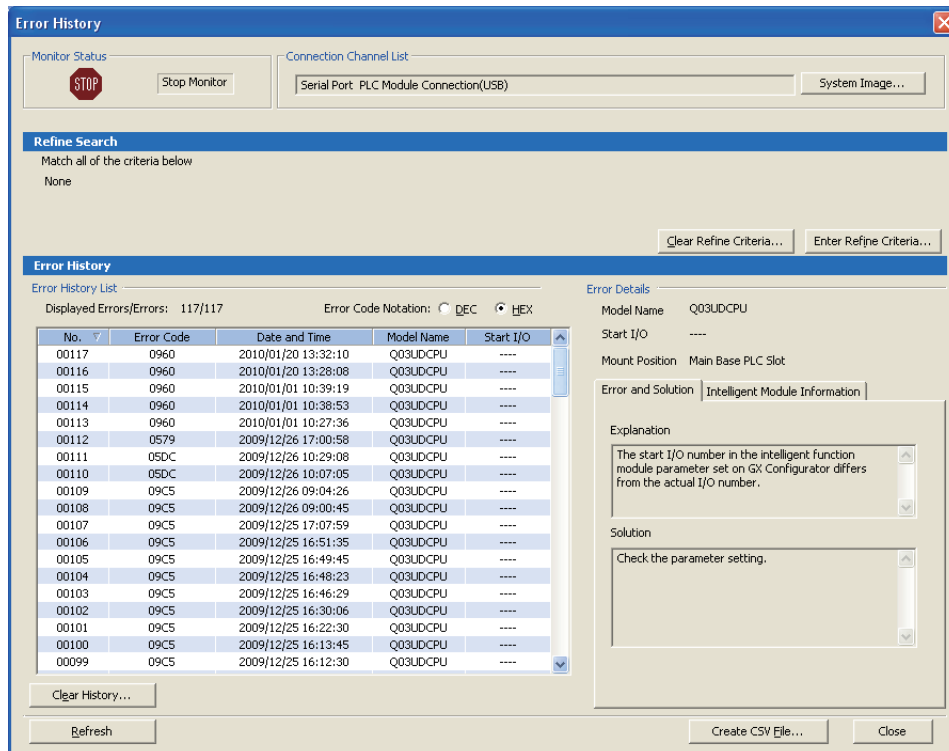 Error History
Monitor Status
Connection Channel List
STOP
Stop Monitor
Serial Port PLC Module Connection(USB)
System Image...
Refine Search
Match all of the criteria below
None
Clear Refine Criteria...
Enter Refine Criteria...
Error History
Error History List
Displayed Errors/Errors: 117/117
Error Code Notation: DEC HEX
No. Error Code Date and Time Model Name Start I/O
00117 0960 2010/01/20 13:32:10 Q03UDCPU ----
00116 0960 2010/01/20 13:28:08 Q03UDCPU ----
00115 0960 2010/01/01 10:39:19 Q03UDCPU ----
00114 0960 2010/01/01 10:38:53 Q03UDCPU ----
00113 0960 2010/01/01 10:27:36 Q03UDCPU ----
00112 0579 2009/12/26 17:00:58 Q03UDCPU ----
00111 05DC 2009/12/26 10:29:08 Q03UDCPU ----
00110 05DC 2009/12/26 10:07:05 Q03UDCPU ----
00109 09C5 2009/12/26 09:04:26 Q03UDCPU ----
00108 09C5 2009/12/26 09:00:45 Q03UDCPU ----
00107 09C5 2009/12/25 17:07:59 Q03UDCPU ----
00106 09C5 2009/12/25 16:51:35 Q03UDCPU ----
00105 09C5 2009/12/25 16:49:45 Q03UDCPU ----
00104 09C5 2009/12/25 16:48:23 Q03UDCPU ----
00103 09C5 2009/12/25 16:46:29 Q03UDCPU ----
00102 09C5 2009/12/25 16:30:06 Q03UDCPU ----
00101 09C5 2009/12/25 16:22:30 Q03UDCPU ----
00100 09C5 2009/12/25 16:13:45 Q03UDCPU ----
00099 09C5 2009/12/25 16:12:30 Q03UDCPU ----
Clear History...
Error Details
Model Name Q03UDCPU
Start I/O ----
Mount Position Main Base PLC Slot
Error and Solution
Intelligent Module Information
Explanation
The start I/O number in the intelligent function
module parameter set on GX Configurator differs
from the actual I/O number.
Solution
Check the parameter setting.
Refresh
Create CSV File...
Close